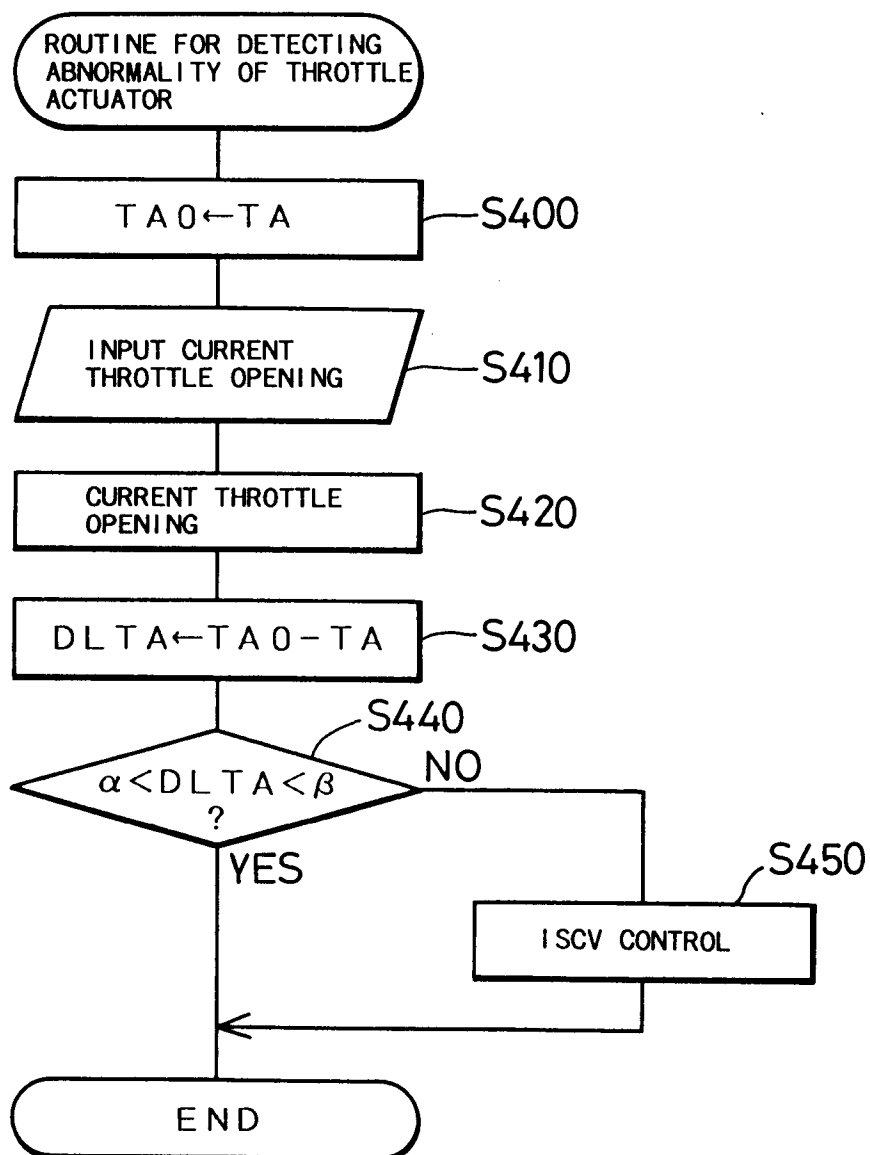 ROUTINE FOR DETECTING
ABNORMALITY OF THROTTLE
ACTUATOR
TA0←TA
S400
INPUT CURRENT
THROTTLE OPENING
S410
CURRENT THROTTLE
OPENING
S420
DLTA←TA0-TA
S430
S440
α<DLTA<β
?
NO
YES
S450
ISCV CONTROL
END